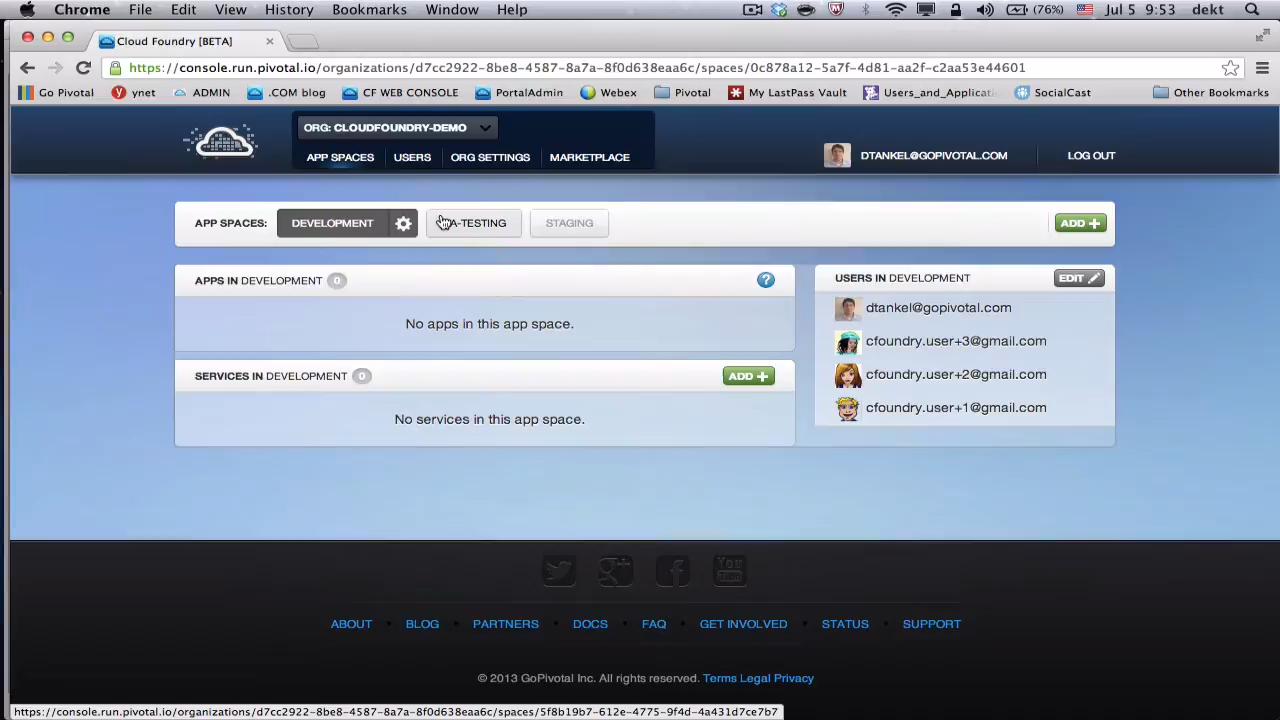 Chrome File Edit View History Bookmarks Window Help (76%) Jul 5 9:53 dekt
Cloud Foundry [BETA]
https://console.run.pivotal.io/organizations/d7cc2922-8be8-4587-8a7a-8f0d638eaa6c/spaces/0c878a12-5a7f-4d81-aa2f-c2aa53e44601
Go Pivotal ynet ADMIN .COM blog CF WEB CONSOLE PortalAdmin Webex Pivotal My LastPass Vault Users_and_Applicati SocialCast Other Bookmarks
ORG: CLOUDFOUNDRY-DEMO
APP SPACES USERS ORG SETTINGS MARKETPLACE DTANKEL@GOPIVOTAL.COM LOG OUT
APP SPACES: DEVELOPMENT A-TESTING STAGING ADD +
APPS IN DEVELOPMENT 0 ?
No apps in this app space.
SERVICES IN DEVELOPMENT 0 ADD +
No services in this app space.
USERS IN DEVELOPMENT EDIT
dtankel@gopivotal.com
cfoundry.user+3@gmail.com
cfoundry.user+2@gmail.com
cfoundry.user+1@gmail.com
You Tube
ABOUT BLOG PARTNERS DOCS FAQ GET INVOLVED STATUS SUPPORT
© 2013 GoPivotal Inc. All rights reserved. Terms Legal Privacy
https://console.run.pivotal.io/organizations/d7cc2922-8be8-4587-8a7a-8f0d638eaa6c/spaces/5f8b19b7-612e-4775-9f4d-4a431d7ce7b7